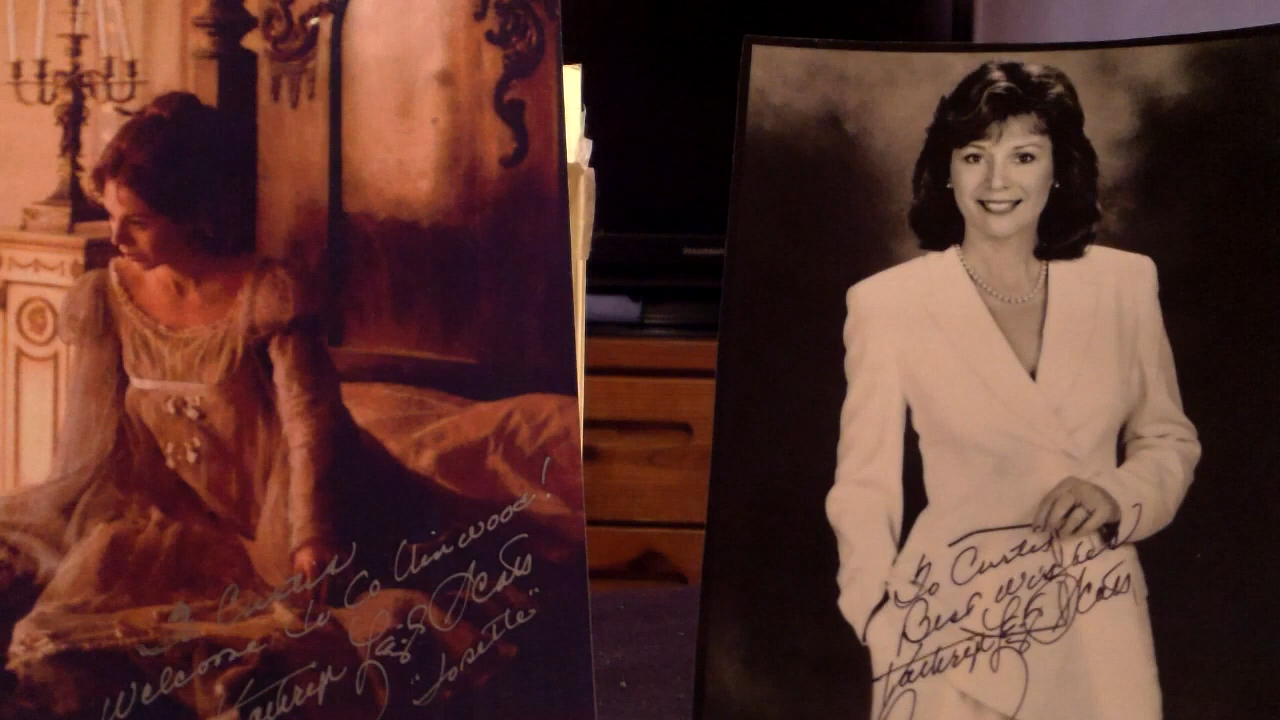 To Curtis
Welcome to Collinwood!
Kathryn Leigh Scott
"Josette"
To Curtis
Best wishes
Kathryn Leigh Scott